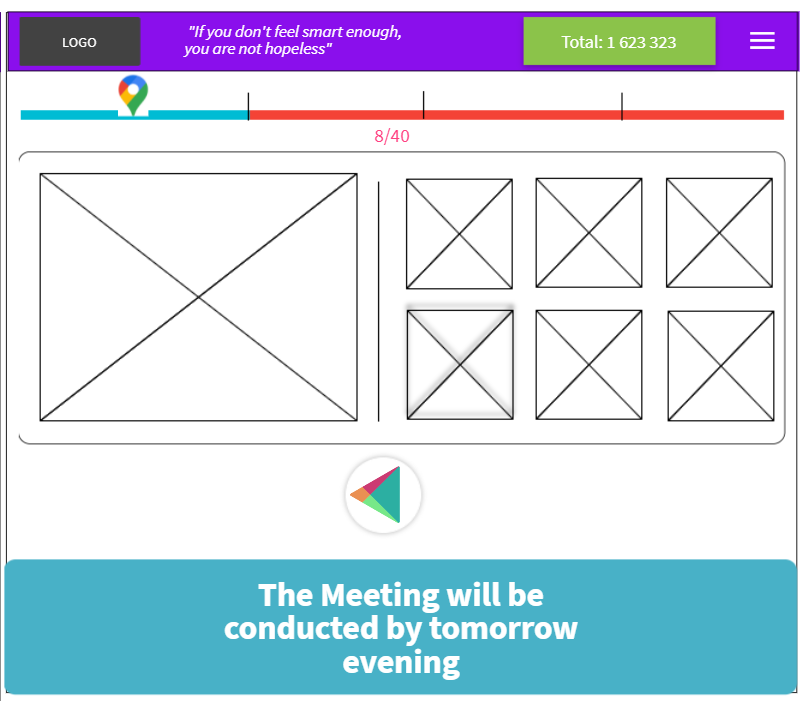 LOGO
"If you don't feel smart enough,
you are not hopeless"
Total: 1 623 323
8/40
The Meeting will be
conducted by tomorrow
evening